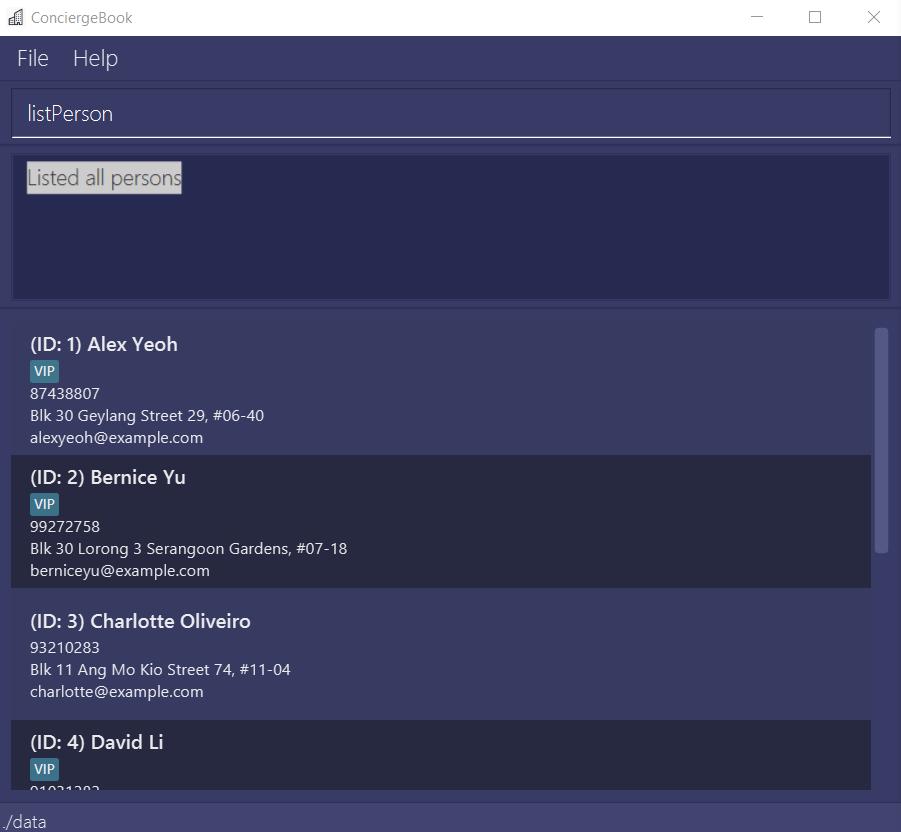 ConciergeBook
File Help
listPerson
Listed all persons
(ID: 1) Alex Yeoh
VIP
87438807
Blk 30 Geylang Street 29, #06-40
alexyeoh@example.com
(ID: 2) Bernice Yu
VIP
99272758
Blk 30 Lorong 3 Serangoon Gardens, #07-18
berniceyu@example.com
(ID: 3) Charlotte Oliveiro
93210283
Blk 11 Ang Mo Kio Street 74, #11-04
charlotte@example.com
(ID: 4) David Li
VIP
./data